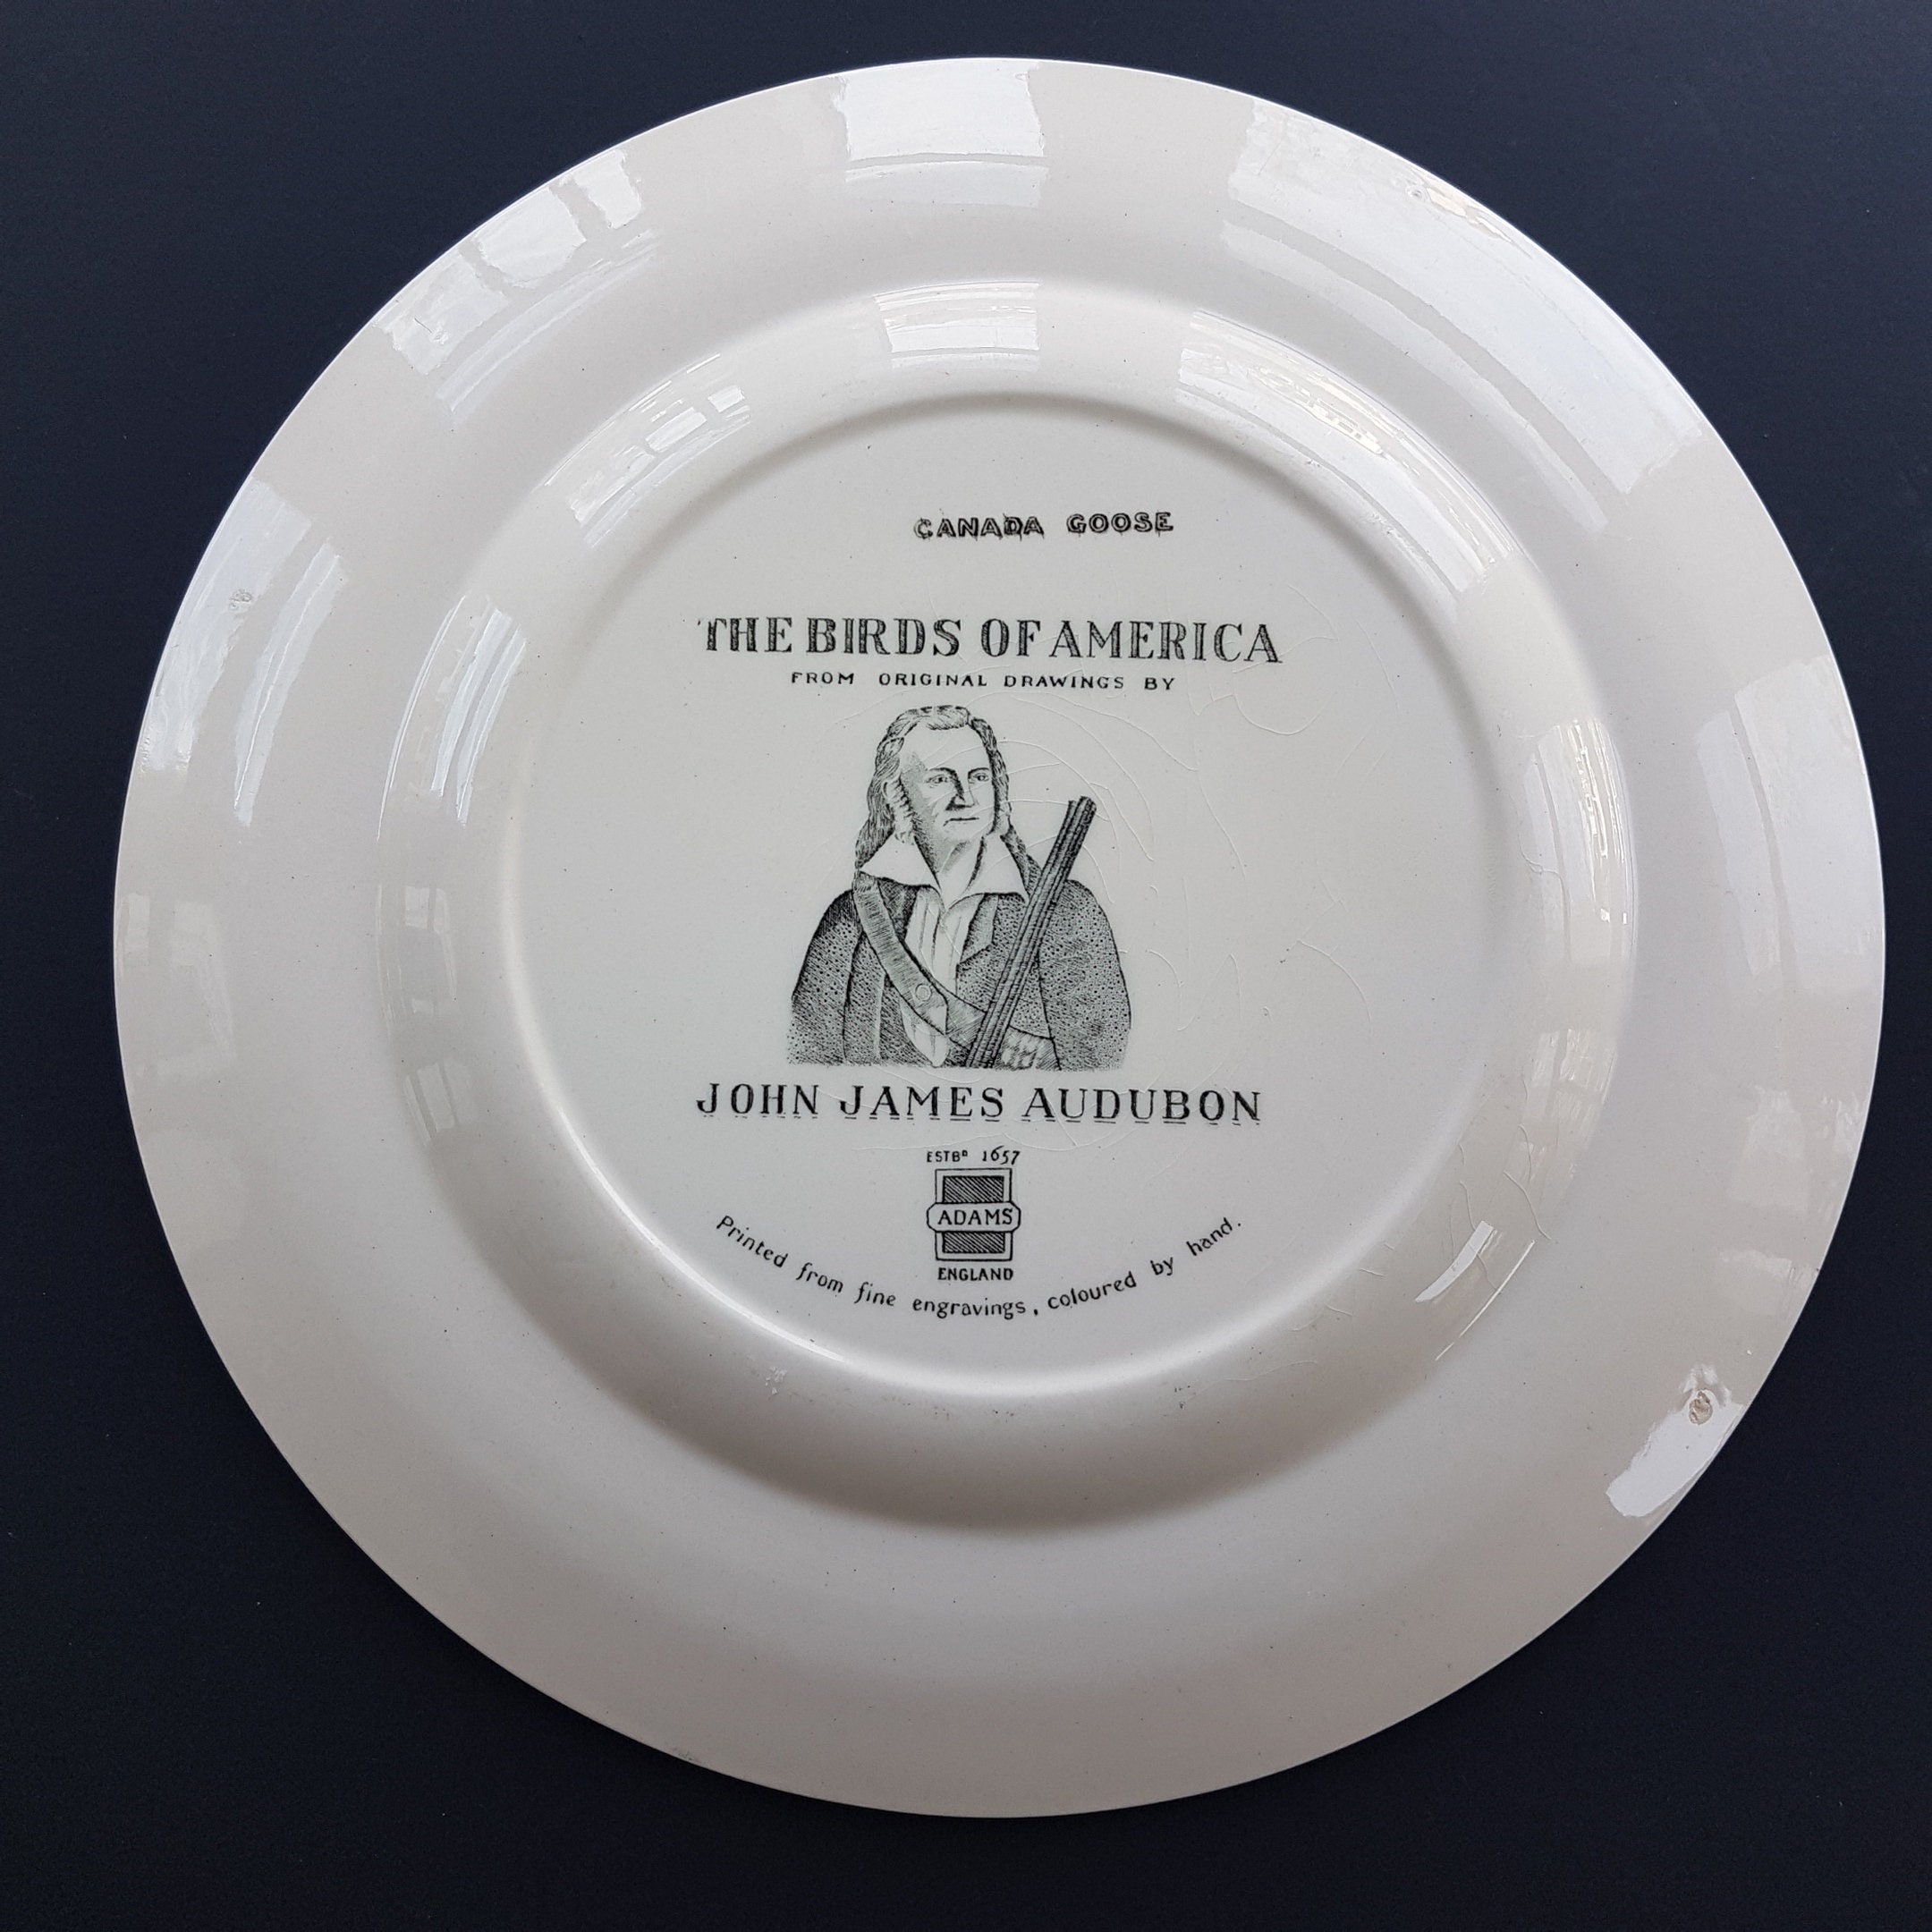 CANADA GOOSE
THE BIRDS OF AMERICA
FROM ORIGINAL DRAWINGS BY
JOHN JAMES AUDUBON
ESTBD 1657
ADAMS
ENGLAND
Printed from fine engravings, coloured by hand.